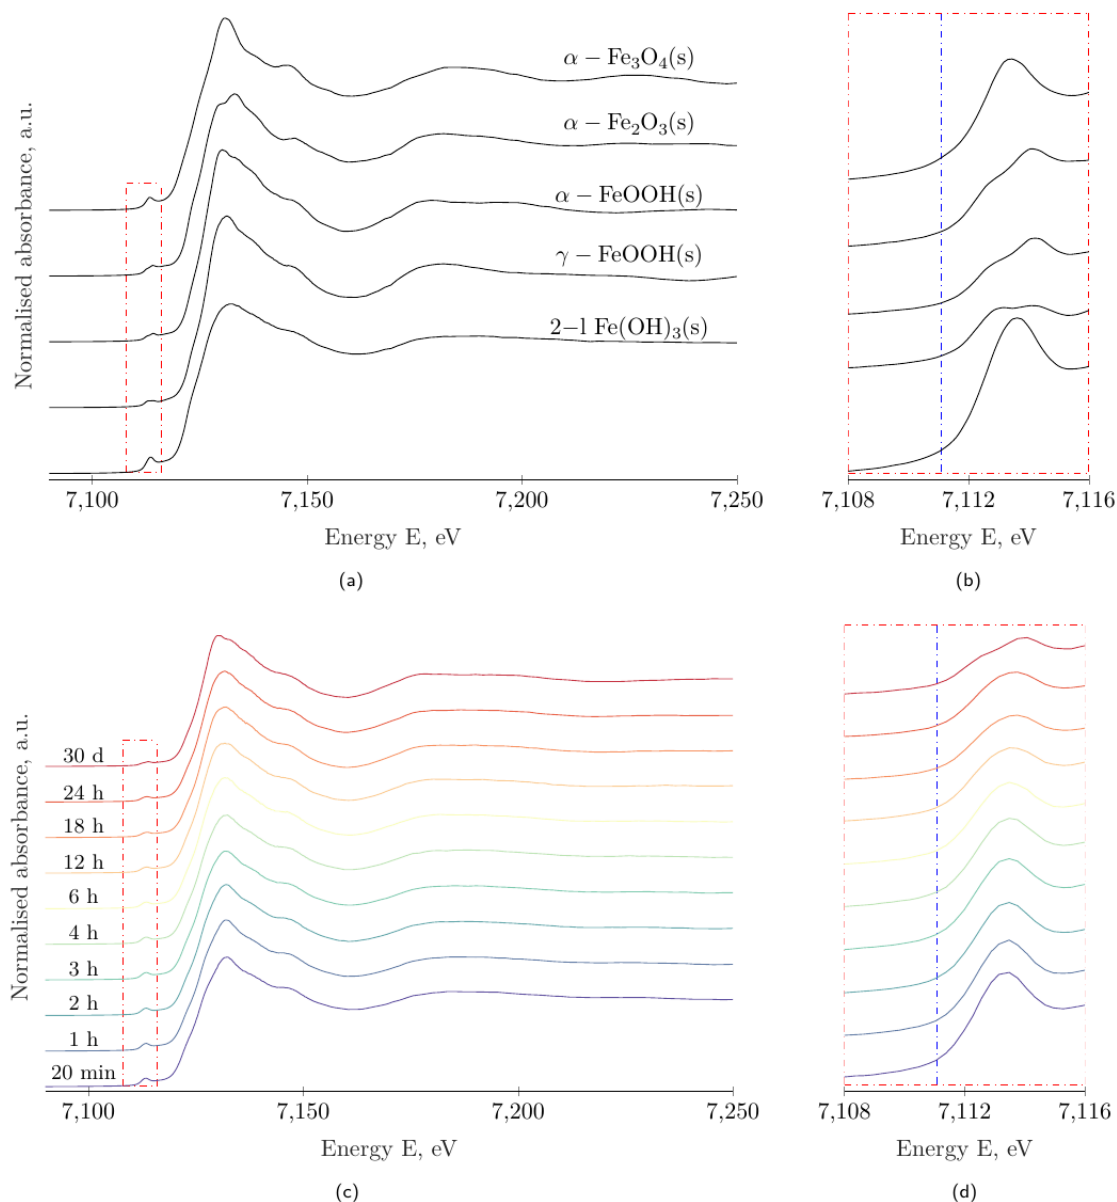 Normalised absorbance, a.u.
α − Fe₃O₄(s)
α − Fe₂O₃(s)
α − FeOOH(s)
γ − FeOOH(s)
2−l Fe(OH)₃(s)
7,100 7,150 7,200 7,250
Energy E, eV
(a)
7,108 7,112 7,116
Energy E, eV
(b)
Normalised absorbance, a.u.
30 d
24 h
18 h
12 h
6 h
4 h
3 h
2 h
1 h
20 min
7,100 7,150 7,200 7,250
Energy E, eV
(c)
7,108 7,112 7,116
Energy E, eV
(d)